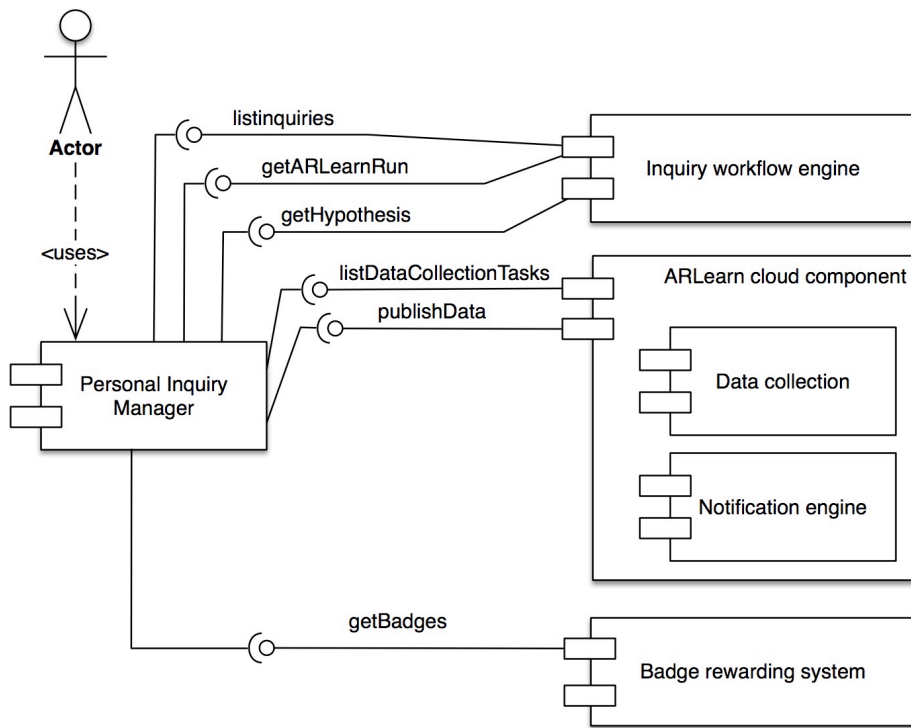 listinquiries
Actor
getARLearnRun
Inquiry workflow engine
getHypothesis
<uses>
listDataCollectionTasks
ARLearn cloud component
publishData
Personal Inquiry
Manager
Data collection
Notification engine
getBadges
Badge rewarding system